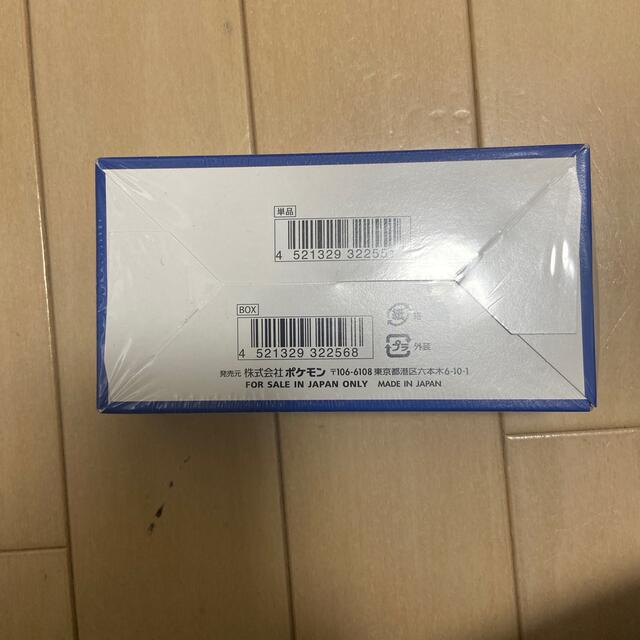 単品
4 521329 322551
BOX
4 521329 322568
紙 箱
プラ 外装
発売元 株式会社ポケモン 〒106-6108 東京都港区六本木6-10-1
FOR SALE IN JAPAN ONLY MADE IN JAPAN